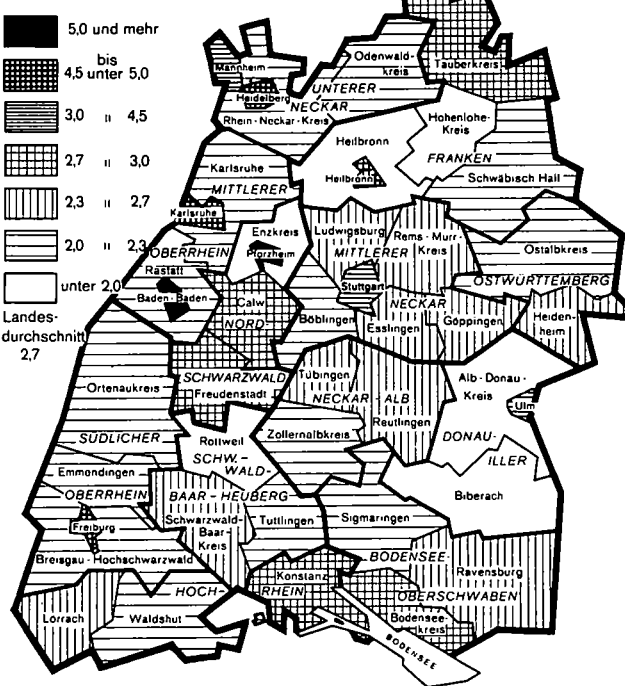 5,0 und mehr
bis
4,5 unter 5,0
3,0 " 4,5
2,7 " 3,0
2,3 " 2,7
2,0 " 2,3
unter 2,0
Landes-
durchschnitt
2,7
Tauberkreis
Odenwald-
kreis
Mannheim
Heidelberg
UNTERER
NECKAR
Rhein-Neckar-Kreis
Hohenlohe-
Kreis
Heilbronn
FRANKEN
Heilbronn
Schwäbisch Hall
Karlsruhe
MITTLERER
Karlsruhe
OBERRHEIN
Enzkreis
Pforzheim
Ludwigsburg
MITTLERER
Rems-Murr-
Kreis
Ostalbkreis
OSTWÜRTTEMBERG
Rastatt
Baden-Baden
Calw
NORD-
Stuttgart
NECKAR
Böblingen
Esslingen
Göppingen
Heiden-
heim
SCHWARZWALD
Freudenstadt
Tübingen
NECKAR-ALB
Reutlingen
Alb-Donau-
Kreis
Ulm
Ortenaukreis
Zollernalbkreis
DONAU-
ILLER
SÜDLICHER
Rottweil
SCHW.-
WALD-
Emmendingen
OBERRHEIN
BAAR-HEUBERG
Biberach
Freiburg
Schwarzwald-
Baar-
Kreis
Tuttlingen
Sigmaringen
Breisgau-Hochschwarzwald
BODENSEE-
Ravensburg
HOCH-
RHEIN
Konstanz
OBERSCHWABEN
Lörrach
Waldshut
Bodensee-
kreis
BODENSEE